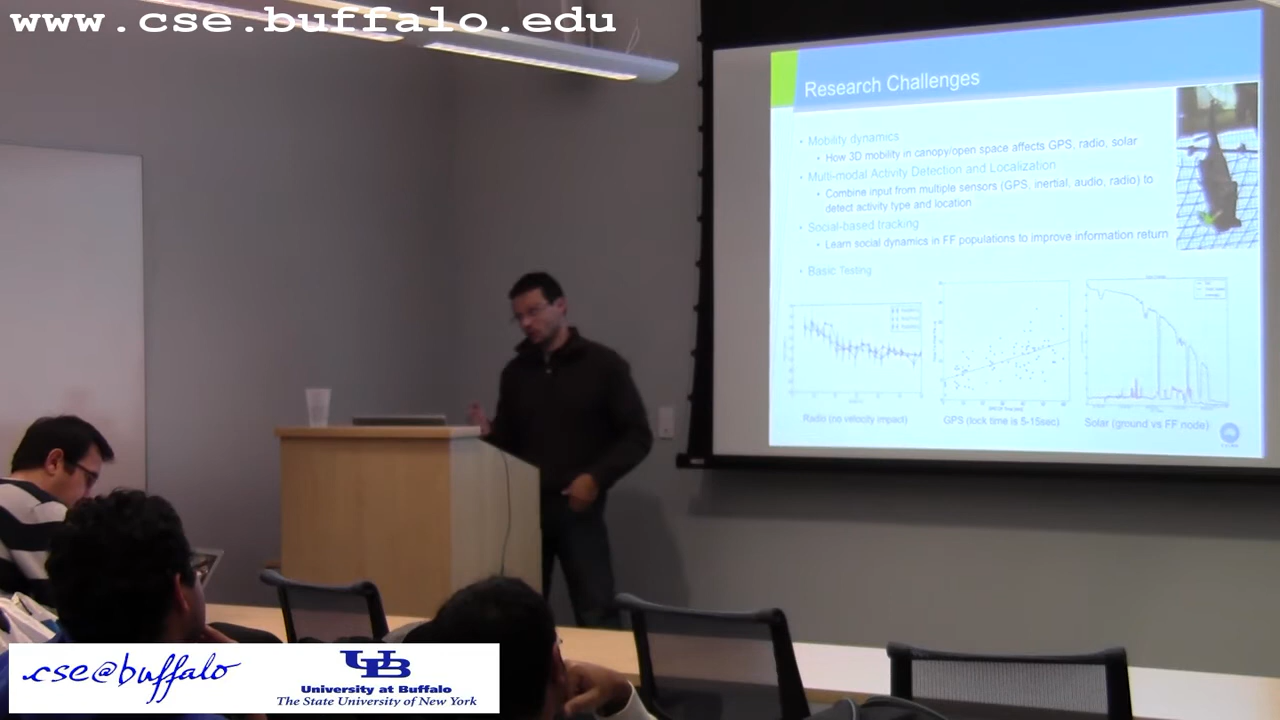 www.cse.buffalo.edu
Research Challenges
• Mobility dynamics
• How 3D mobility in canopy/open space affects GPS, radio, solar
• Multi-modal Activity Detection and Localization
• Combine input from multiple sensors (GPS, inertial, audio, radio) to
detect activity type and location
• Social-based tracking
• Learn social dynamics in FF populations to improve information return
• Basic Testing
Radio (no velocity impact)
GPS (lock time is 5-15sec)
Solar (ground vs FF node)
cse@buffalo
UB
University at Buffalo
The State University of New York